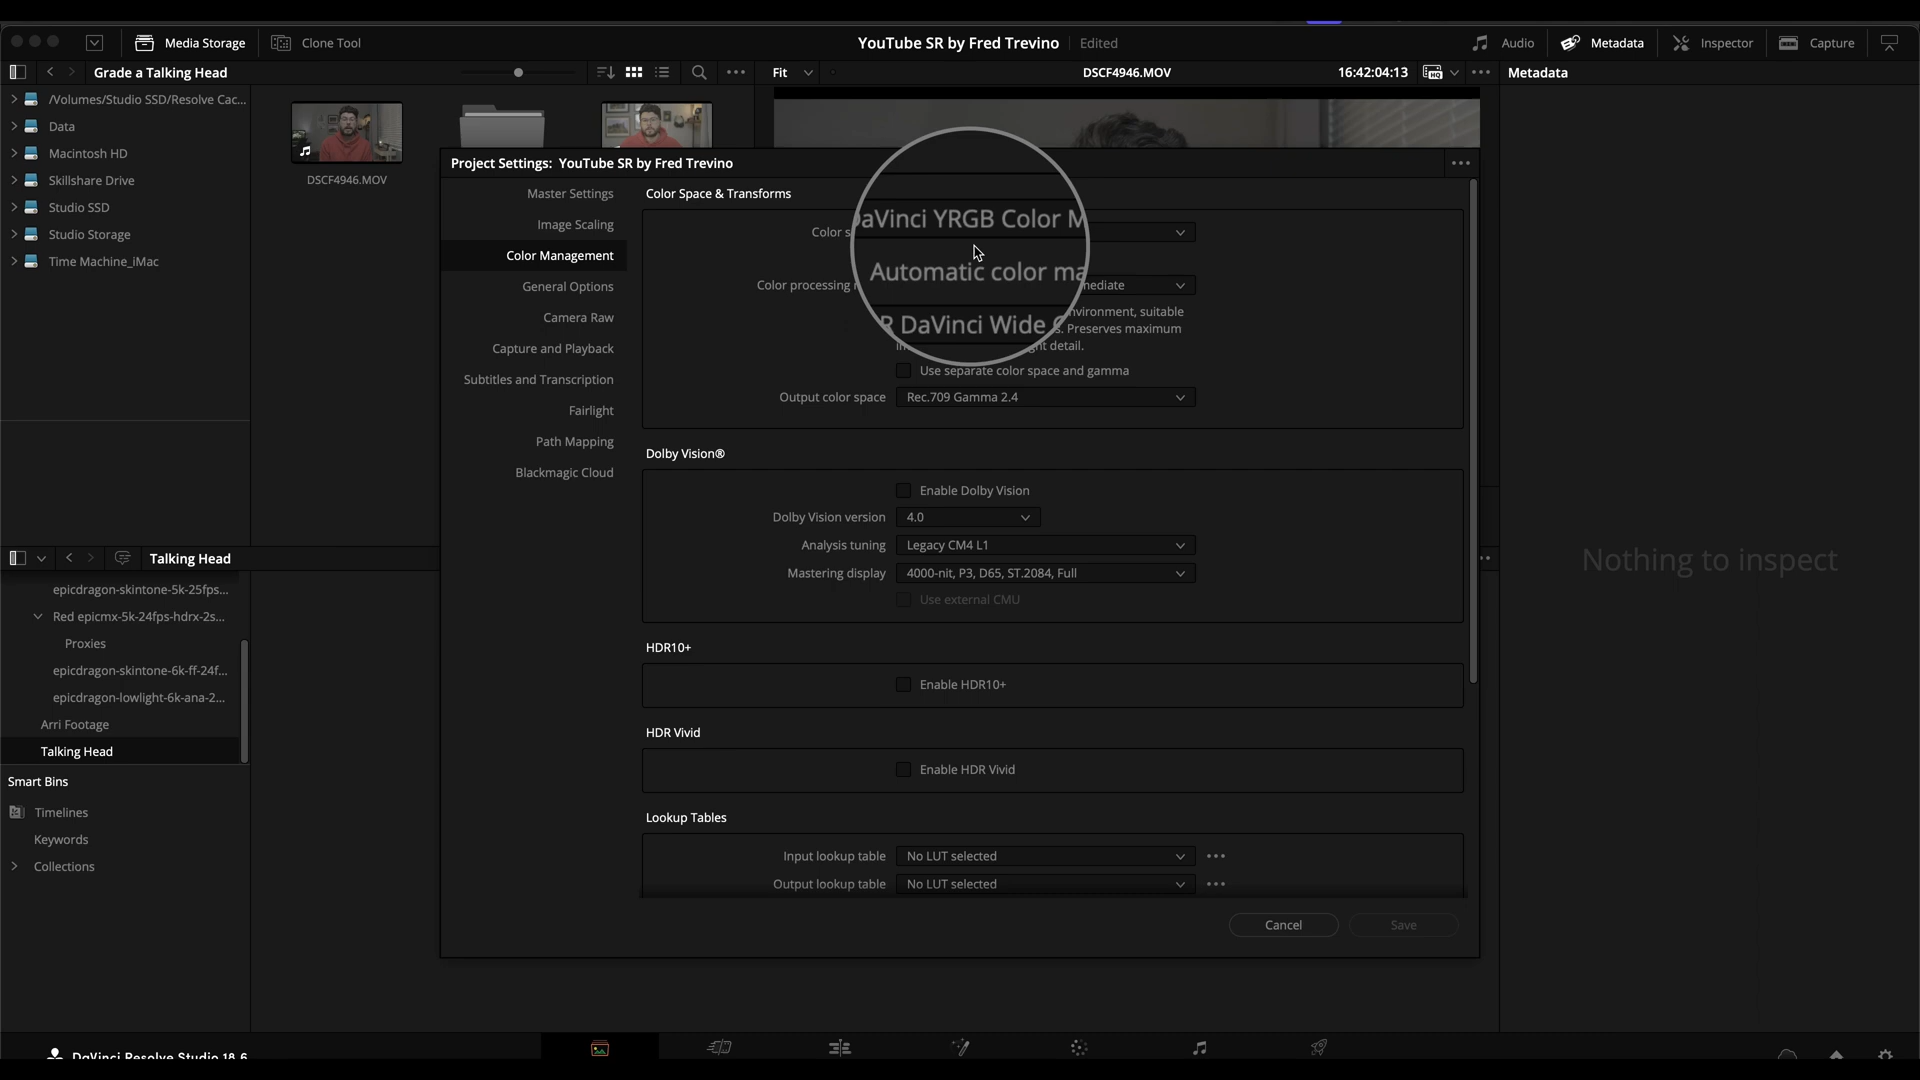 Media Storage
Clone Tool
YouTube SR by Fred Trevino
Edited
Audio
Metadata
Inspector
Capture
Grade a Talking Head
Fit
DSCF4946.MOV
16:42:04:13
HQ
Metadata
/Volumes/Studio SSD/Resolve Cac...
Data
Macintosh HD
Skillshare Drive
Studio SSD
Studio Storage
Time Machine_iMac
DSCF4946.MOV
Project Settings: YouTube SR by Fred Trevino
Master Settings
Image Scaling
Color Management
General Options
Camera Raw
Capture and Playback
Subtitles and Transcription
Fairlight
Path Mapping
Blackmagic Cloud
Color Space & Transforms
Color s
aVinci YRGB Color M
Automatic color ma
Color processing
R DaVinci Wide
mediate
nvironment, suitable
. Preserves maximum
ht detail.
Use separate color space and gamma
Output color space
Rec.709 Gamma 2.4
Dolby Vision®
Enable Dolby Vision
Dolby Vision version
4.0
Analysis tuning
Legacy CM4 L1
Mastering display
4000-nit, P3, D65, ST.2084, Full
Use external CMU
HDR10+
Enable HDR10+
HDR Vivid
Enable HDR Vivid
Lookup Tables
Input lookup table
No LUT selected
Output lookup table
No LUT selected
Cancel
Save
Talking Head
epicdragon-skintone-5k-25fps...
Red epicmx-5k-24fps-hdrx-2s...
Proxies
epicdragon-skintone-6k-ff-24f...
epicdragon-lowlight-6k-ana-2...
Arri Footage
Talking Head
Smart Bins
Timelines
Keywords
Collections
Nothing to inspect
DaVinci Resolve Studio 18.6